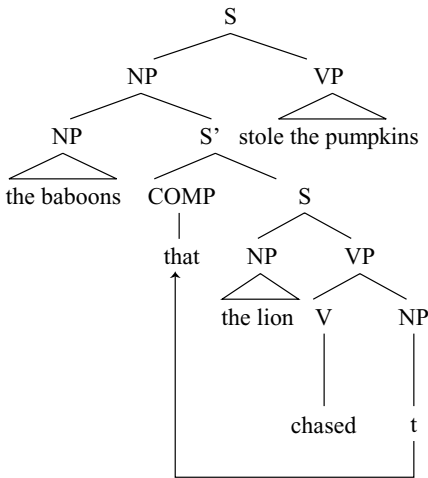 S
NP VP
NP S’ stole the pumpkins
the baboons COMP S
that NP VP
the lion V NP
chased t